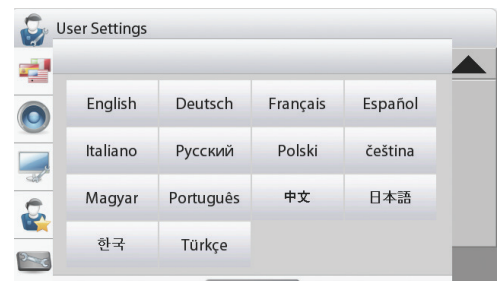 User Settings
English Deutsch Français Español
Italiano Русский Polski čeština
Magyar Português 中文 日本語
한국 Türkçe